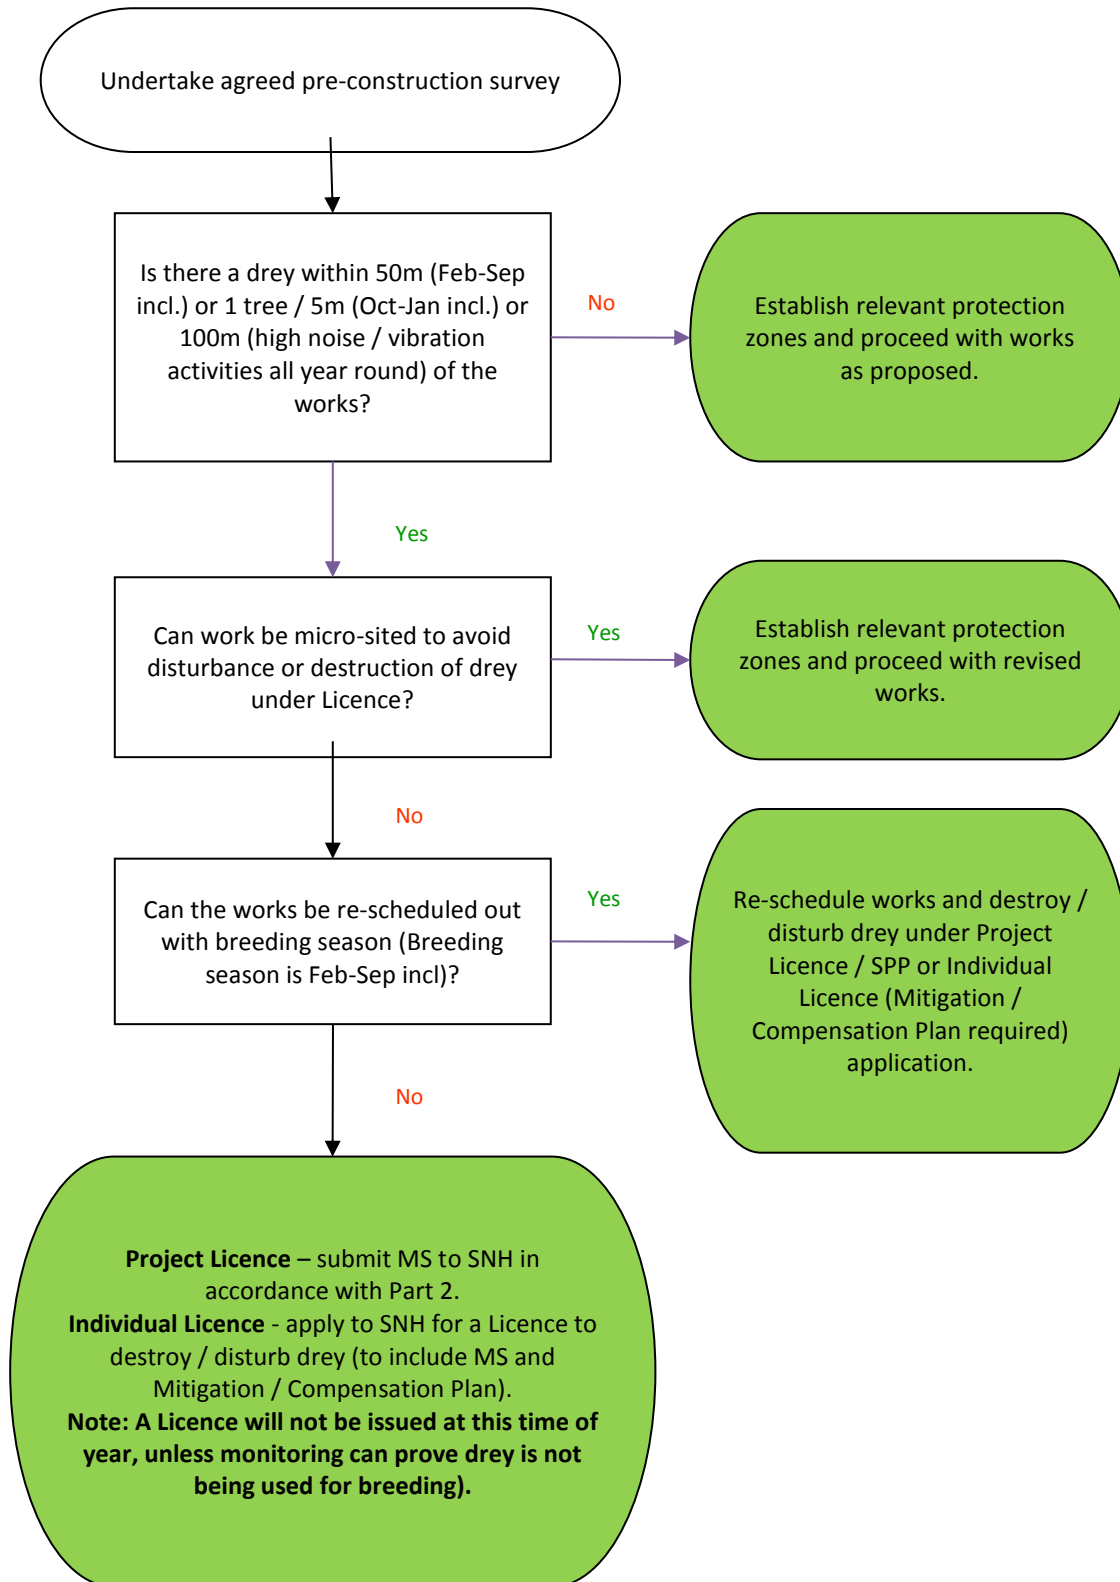 Undertake agreed pre-construction survey
Is there a drey within 50m (Feb-Sep
incl.) or 1 tree / 5m (Oct-Jan incl.) or
100m (high noise / vibration
activities all year round) of the
works?
No
Establish relevant protection
zones and proceed with works
as proposed.
Yes
Can work be micro-sited to avoid
disturbance or destruction of drey
under Licence?
Yes
Establish relevant protection
zones and proceed with revised
works.
No
Can the works be re-scheduled out
with breeding season (Breeding
season is Feb-Sep incl)?
Yes
Re-schedule works and destroy /
disturb drey under Project
Licence / SPP or Individual
Licence (Mitigation /
Compensation Plan required)
application.
No
Project Licence – submit MS to SNH in
accordance with Part 2.
Individual Licence - apply to SNH for a Licence to
destroy / disturb drey (to include MS and
Mitigation / Compensation Plan).
Note: A Licence will not be issued at this time of
year, unless monitoring can prove drey is not
being used for breeding).